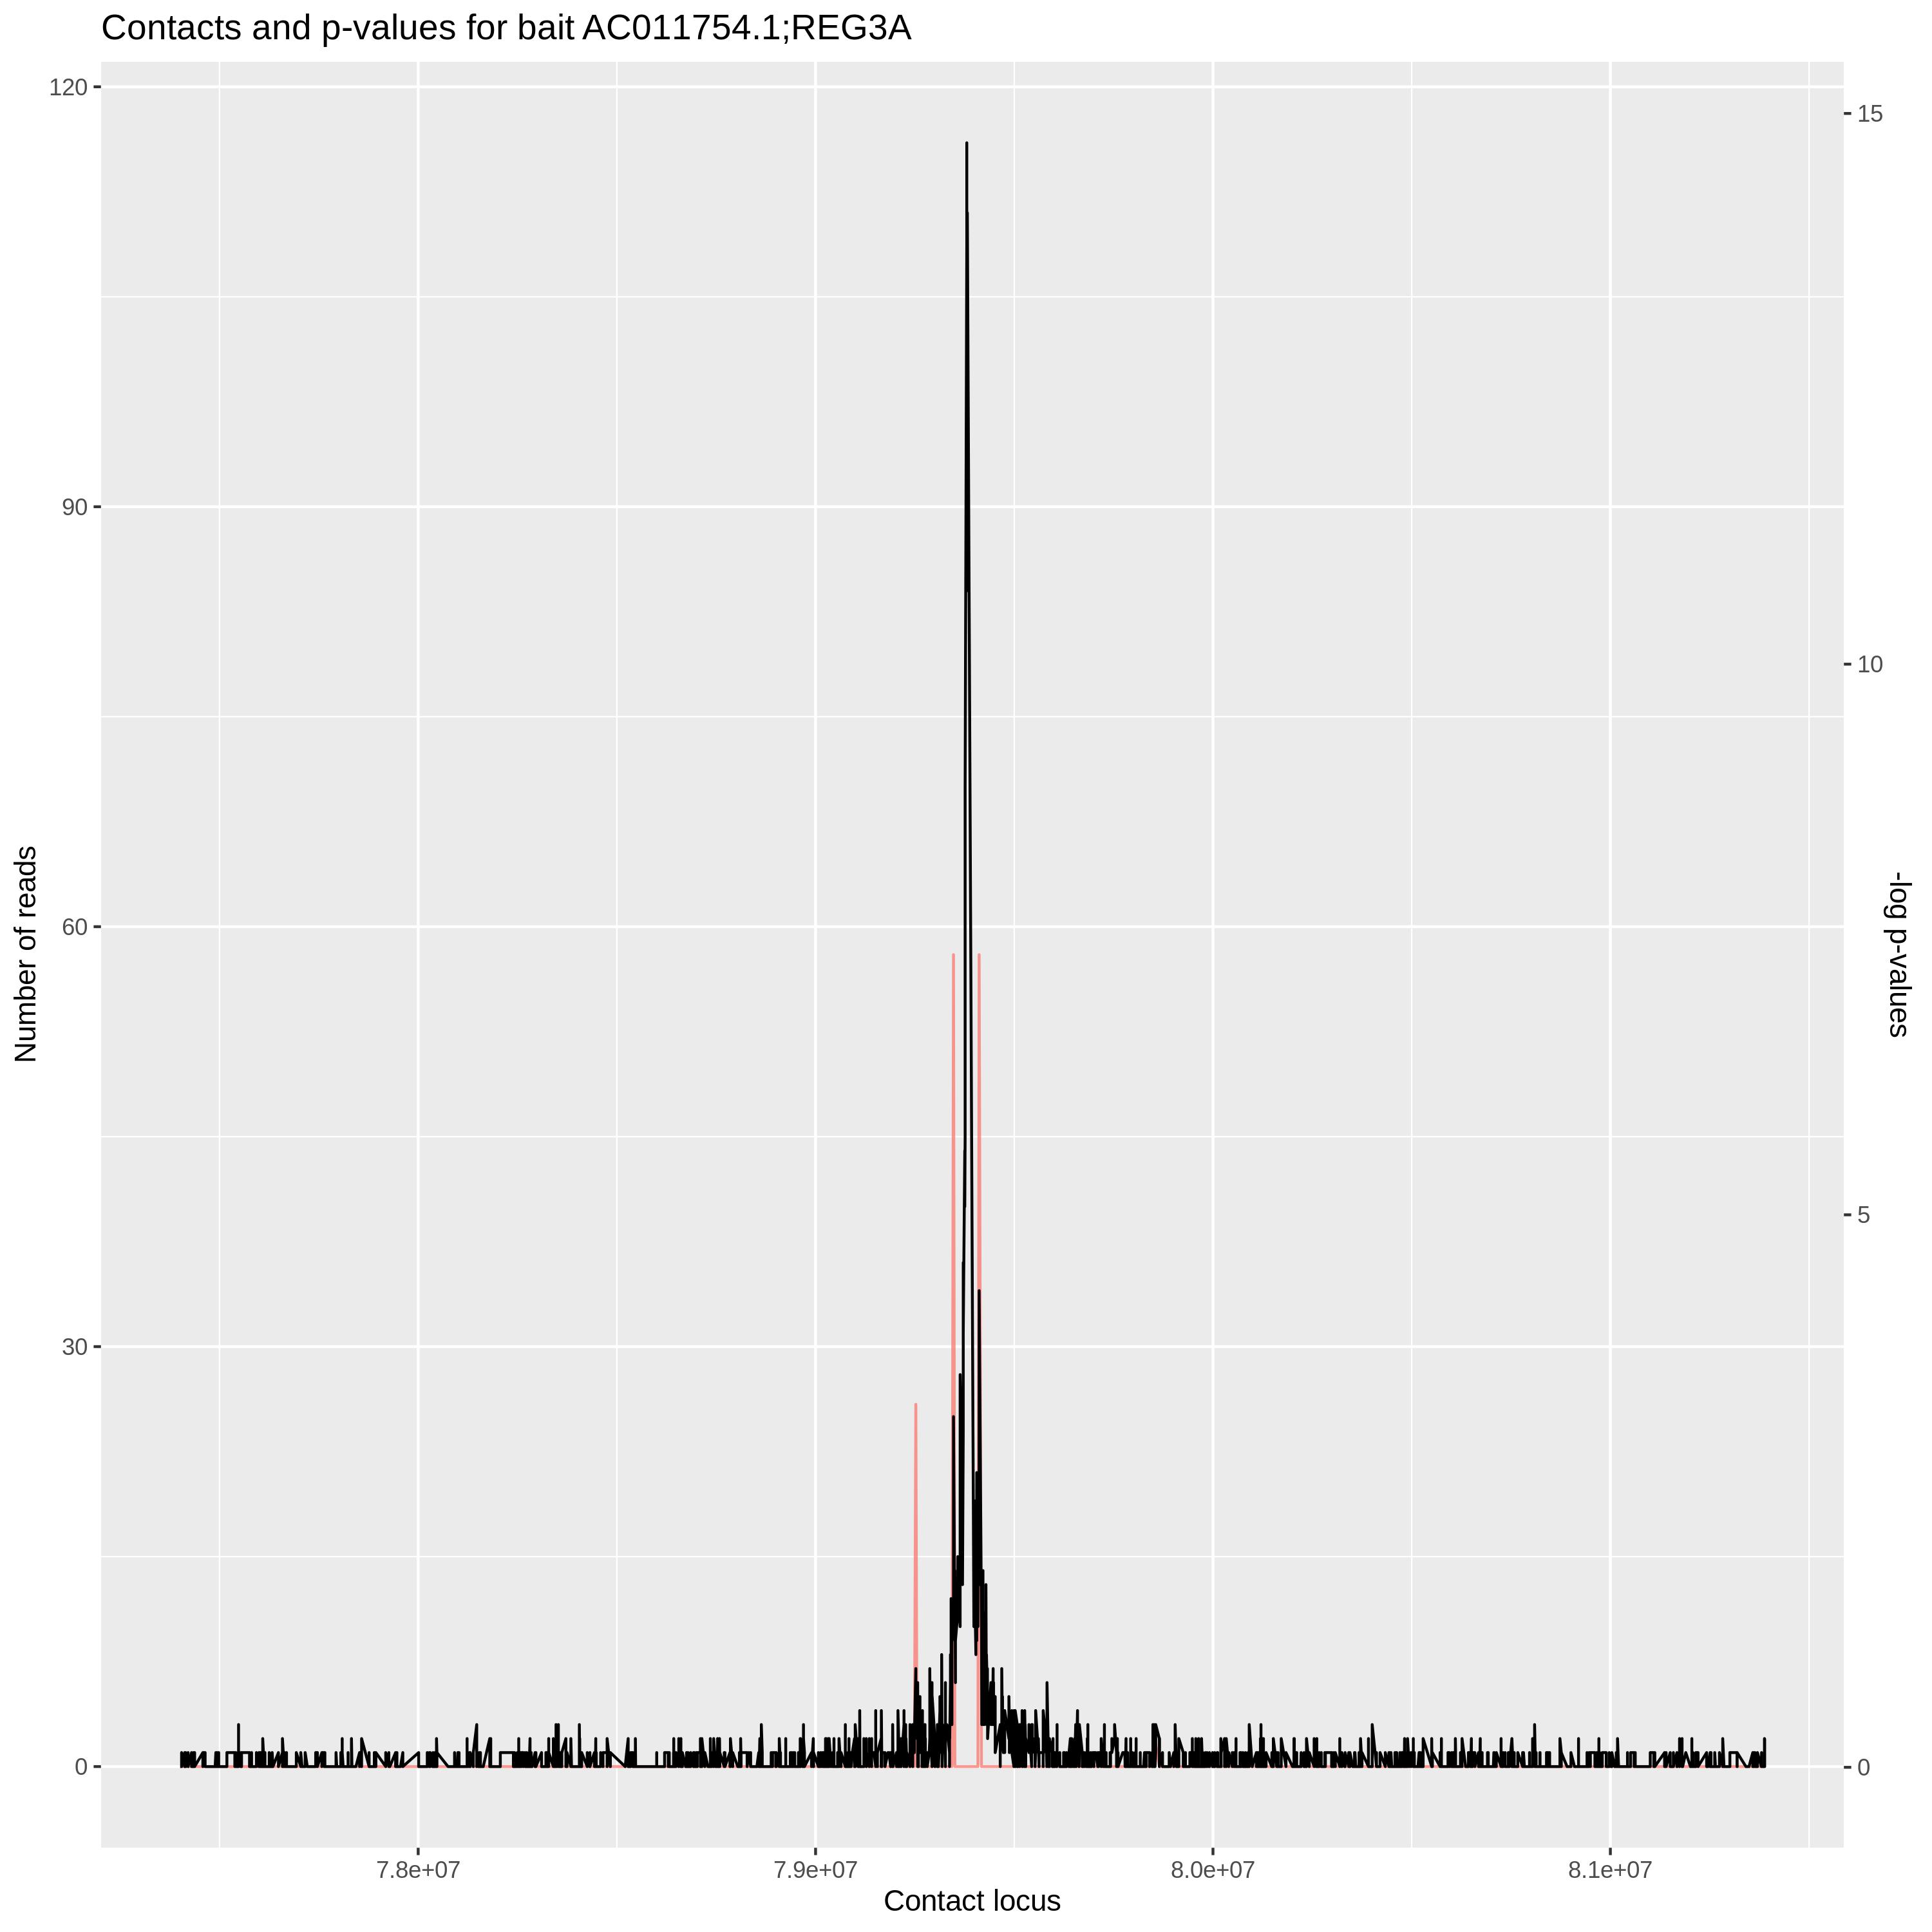 Contacts and p-values for bait AC011754.1;REG3A
120
90
60
30
0
Number of reads
15
10
5
0
-log p-values
7.8e+07
7.9e+07
8.0e+07
8.1e+07
Contact locus